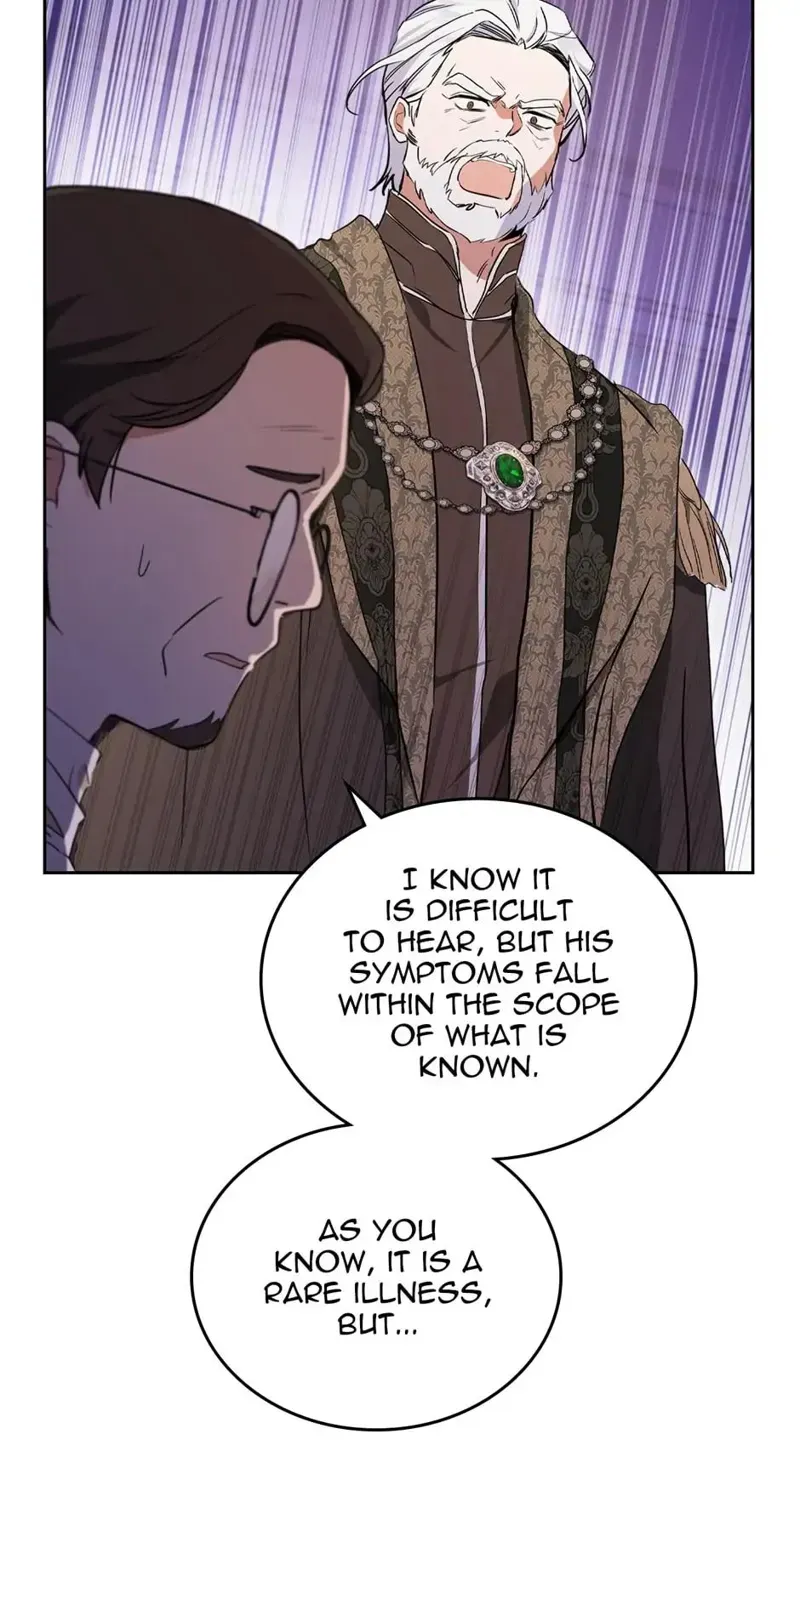 I KNOW IT
IS DIFFICULT
TO HEAR, BUT HIS
SYMPTOMS FALL
WITHIN THE SCOPE
OF WHAT IS
KNOWN.
AS YOU
KNOW, IT IS A
RARE ILLNESS,
BUT...